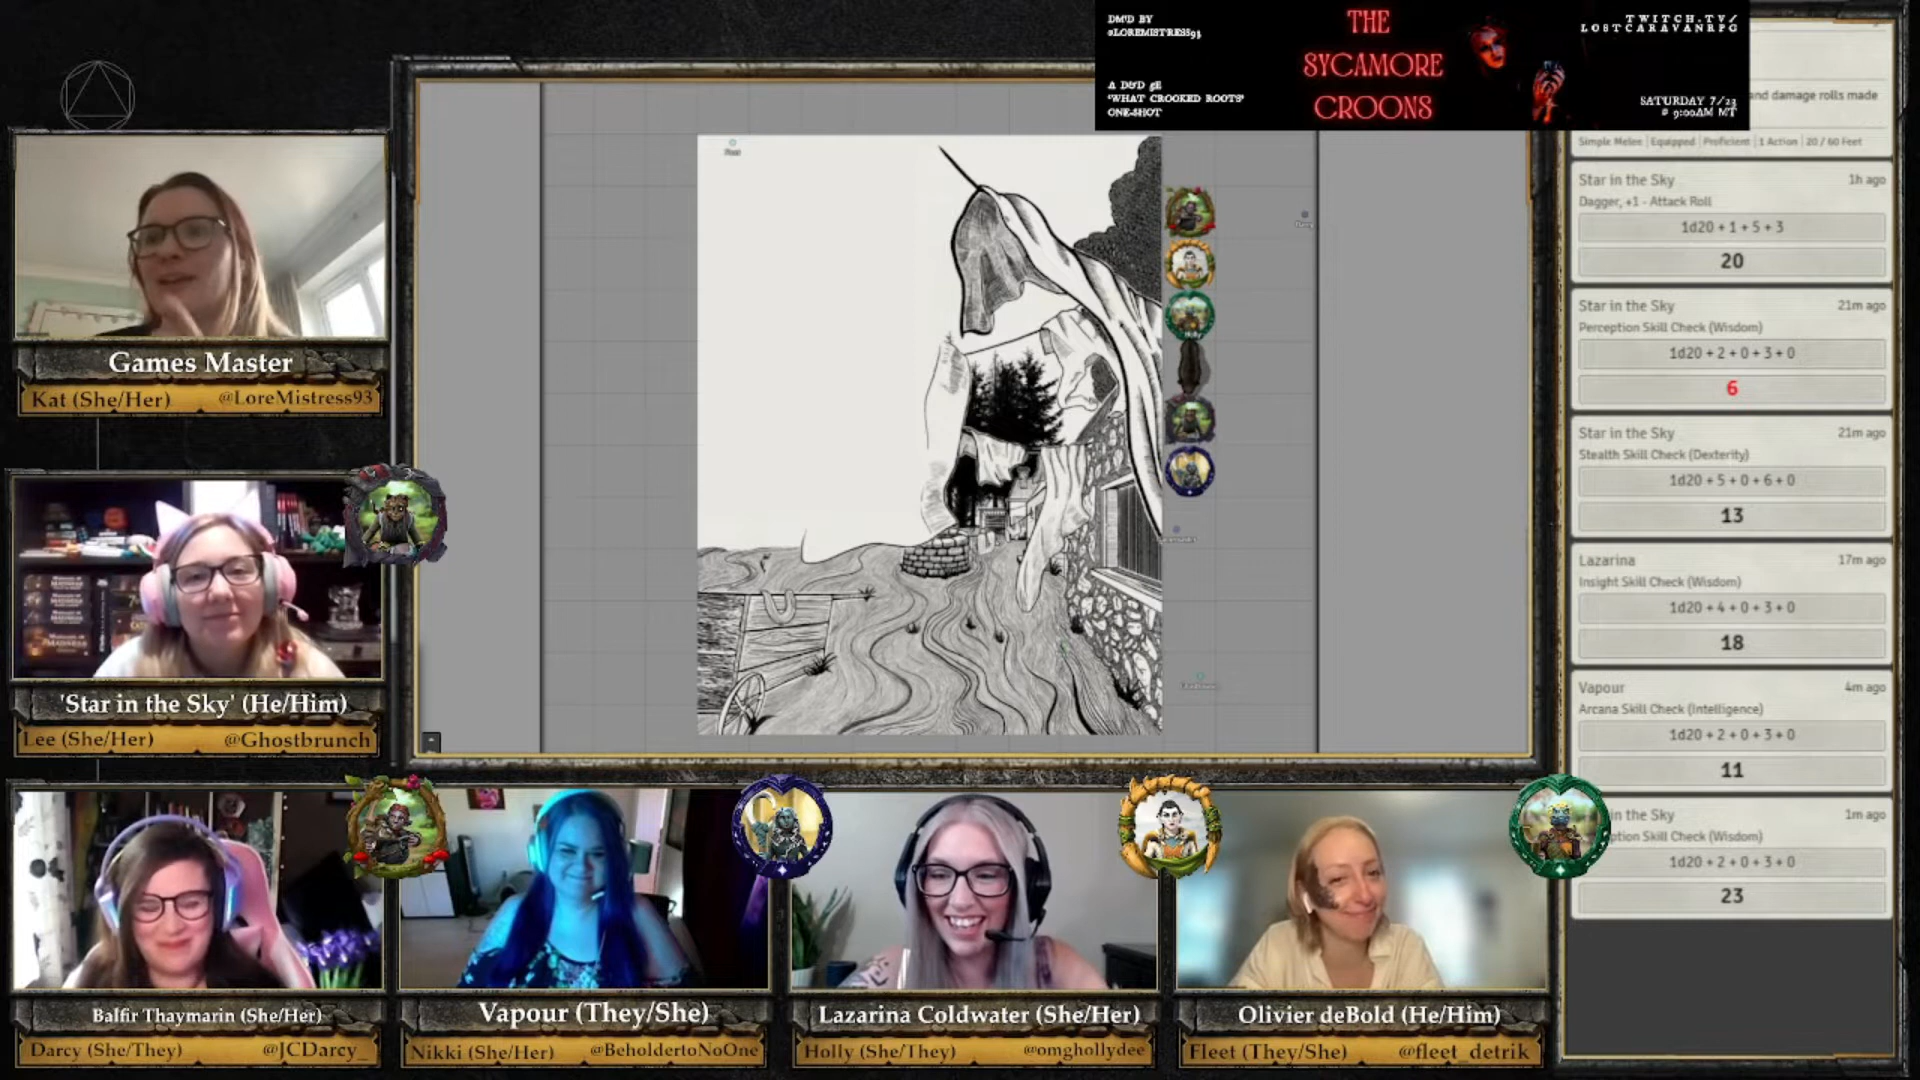 DM'D BY
@LOREMISTRESS93
A D&D 5E
'WHAT CROOKED ROOTS'
ONE-SHOT
THE
SYCAMORE
CROONS
TWITCH.TV/
LOSTCARAVANRPG
SATURDAY 7/23
@ 9:00AM MT
and damage rolls made
Simple Melee | Equipped | Proficient | 1 Action | 20 / 60 Feet
Star in the Sky 1h ago
Dagger, +1 - Attack Roll
1d20 + 1 + 5 + 3
20
Star in the Sky 21m ago
Perception Skill Check (Wisdom)
1d20 + 2 + 0 + 3 + 0
6
Star in the Sky 21m ago
Stealth Skill Check (Dexterity)
1d20 + 5 + 0 + 6 + 0
13
Lazarina 17m ago
Insight Skill Check (Wisdom)
1d20 + 4 + 0 + 3 + 0
18
Vapour 4m ago
Arcana Skill Check (Intelligence)
1d20 + 2 + 0 + 3 + 0
11
in the Sky 1m ago
ption Skill Check (Wisdom)
1d20 + 2 + 0 + 3 + 0
23
Games Master
Kat (She/Her) @LoreMistress93
'Star in the Sky' (He/Him)
Lee (She/Her) @Ghostbrunch
Balfir Thaymarin (She/Her)
Darcy (She/They) @JCDarcy_
Vapour (They/She)
Nikki (She/Her) @BeholdertoNoOne
Lazarina Coldwater (She/Her)
Holly (She/They) @omghollydee
Olivier deBold (He/Him)
Fleet (They/She) @fleet_detrik